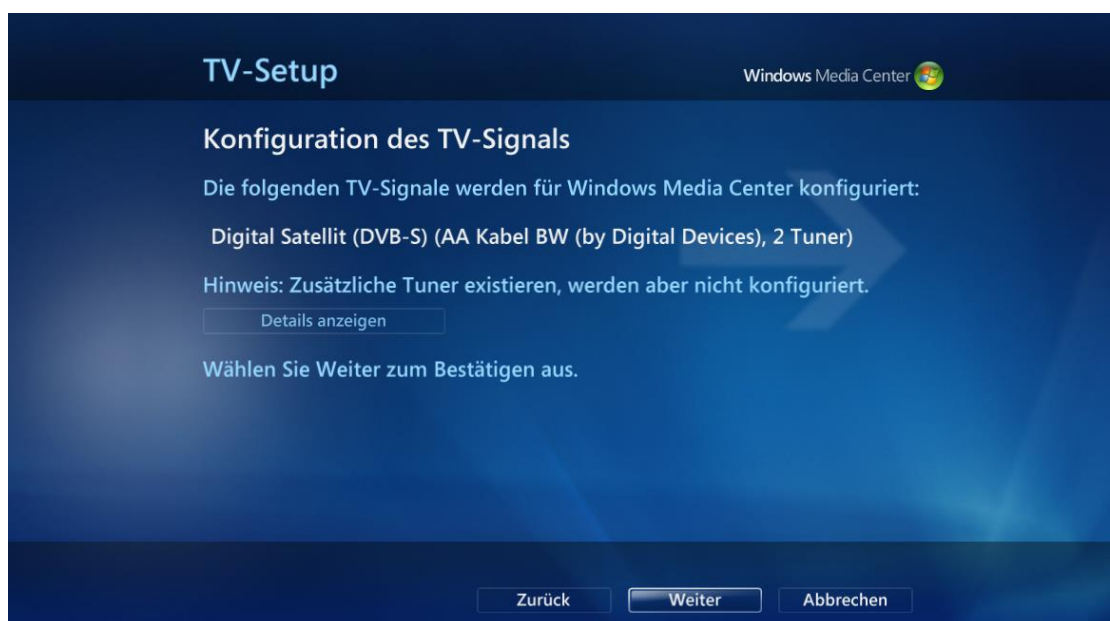 TV-Setup
Windows Media Center
Konfiguration des TV-Signals
Die folgenden TV-Signale werden für Windows Media Center konfiguriert:
Digital Satellit (DVB-S) (AA Kabel BW (by Digital Devices), 2 Tuner)
Hinweis: Zusätzliche Tuner existieren, werden aber nicht konfiguriert.
Details anzeigen
Wählen Sie Weiter zum Bestätigen aus.
Zurück
Weiter
Abbrechen